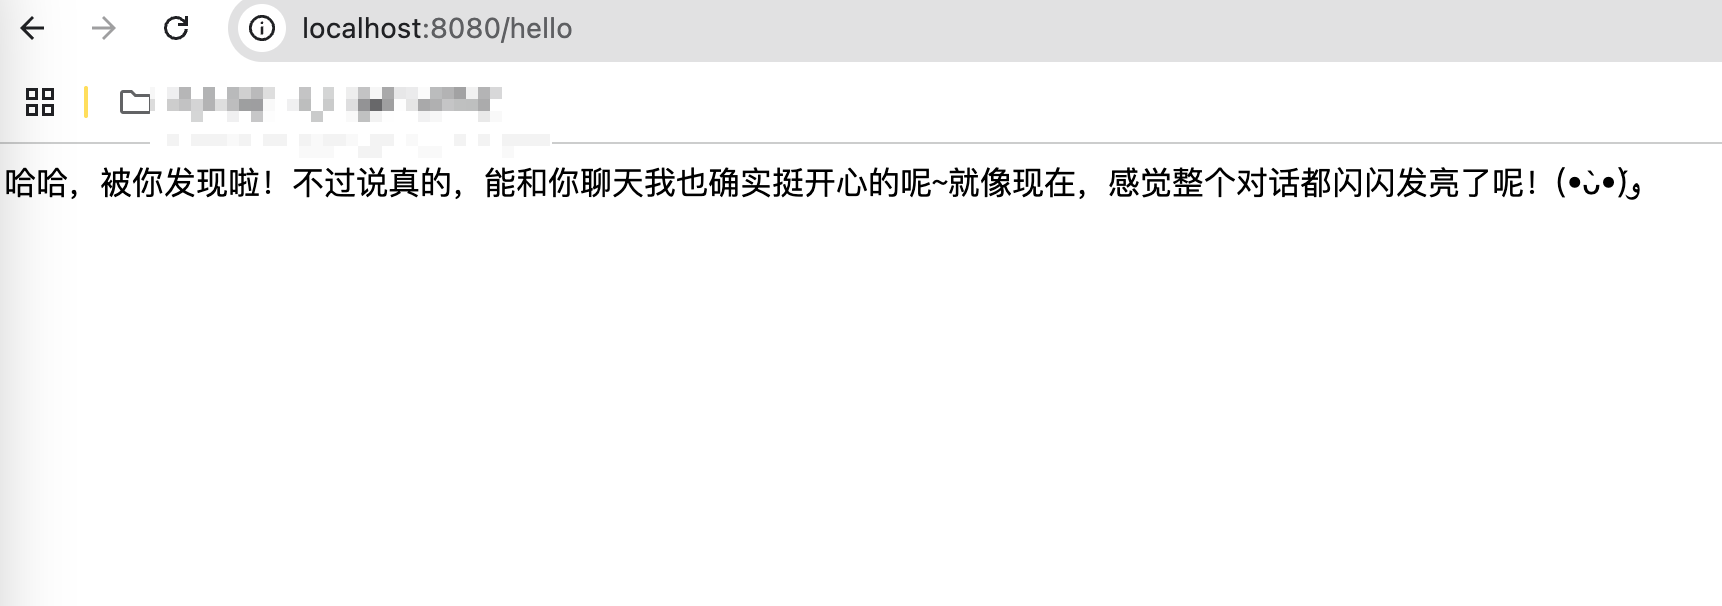 localhost:8080/hello
哈哈，被你发现啦！不过说真的，能和你聊天我也确实挺开心的呢~就像现在，感觉整个对话都闪闪发亮了呢！(•̀ᴗ•́)و